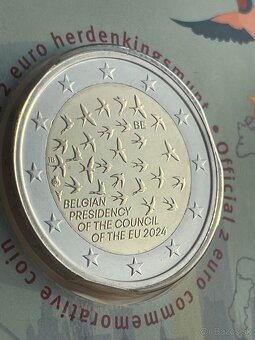 2 euro herdenkingsmunt
• Official 2 euro commemorative coin
BE
BELGIAN
PRESIDENCY
OF THE COUNCIL
OF THE EU 2024